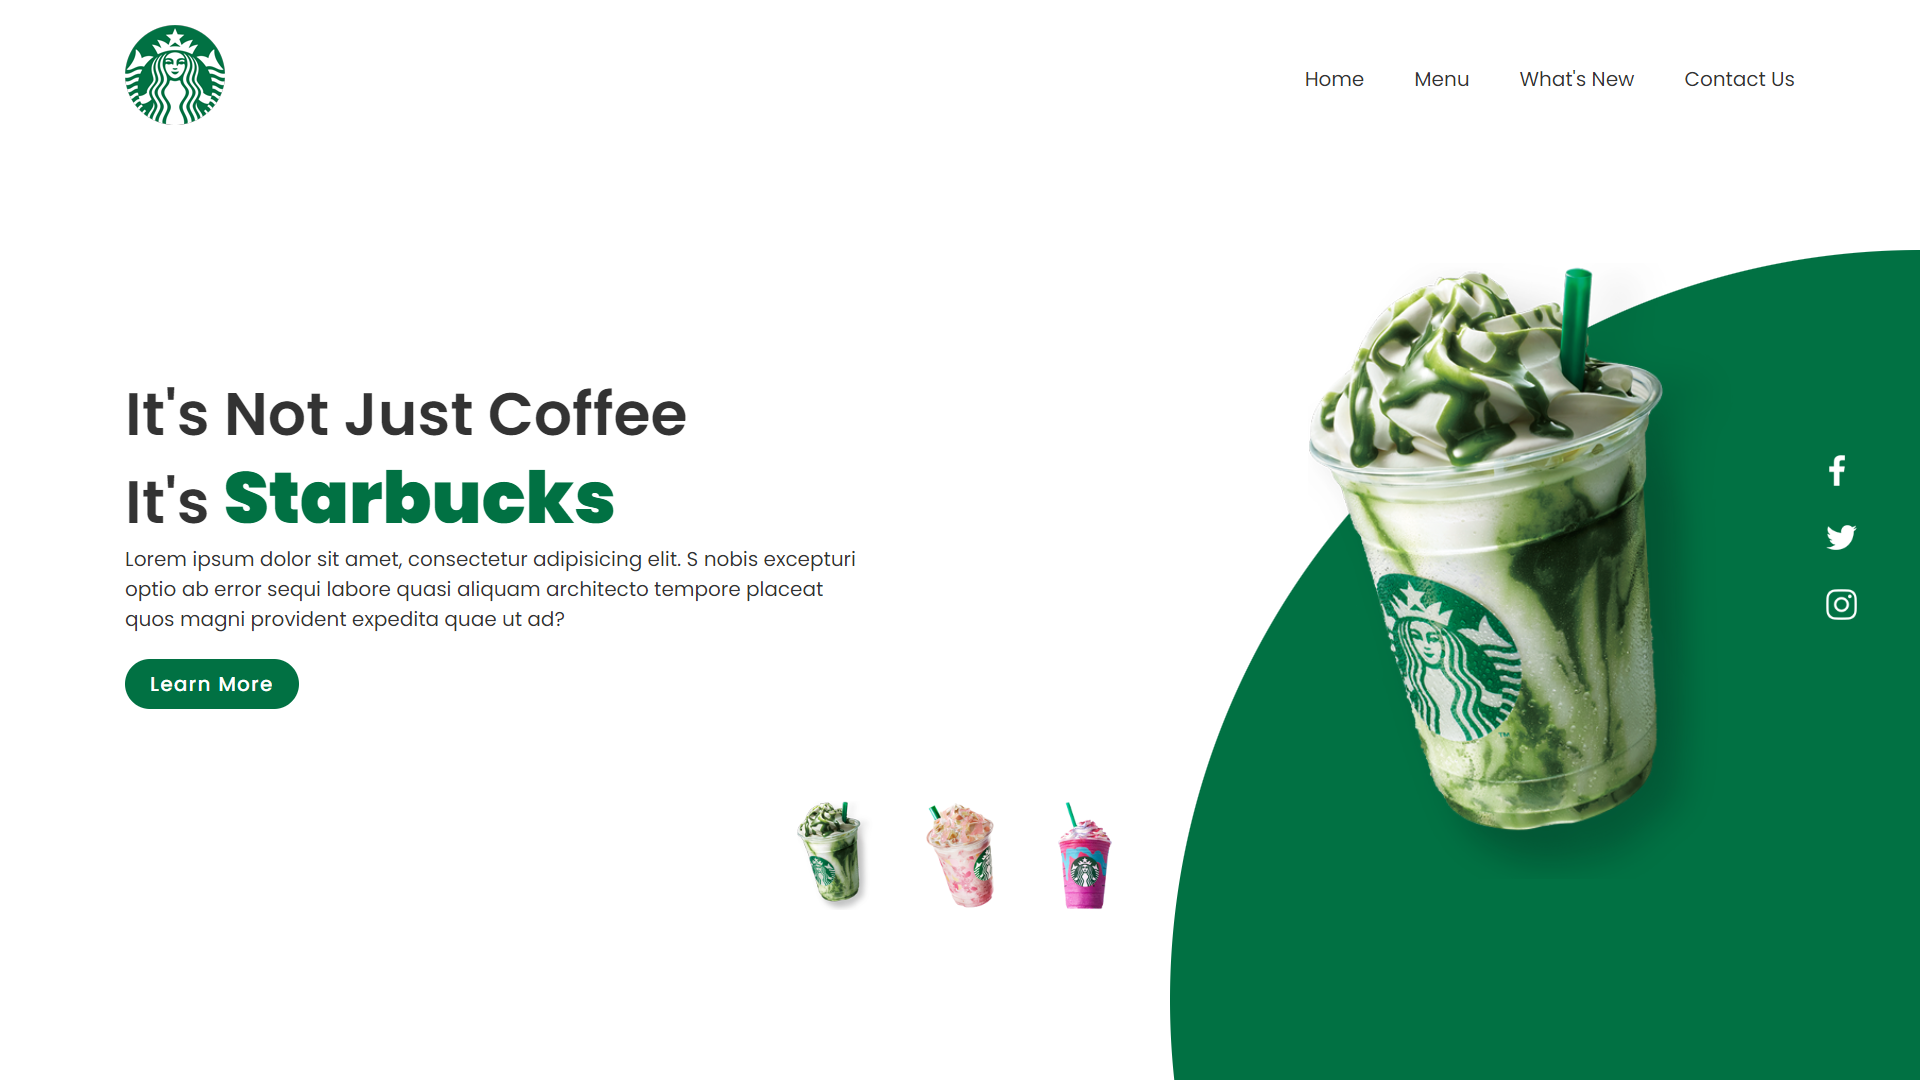 Home Menu What's New Contact Us
It's Not Just Coffee
It's Starbucks
Lorem ipsum dolor sit amet, consectetur adipisicing elit. S nobis excepturi
optio ab error sequi labore quasi aliquam architecto tempore placeat
quos magni provident expedita quae ut ad?
Learn More
TM